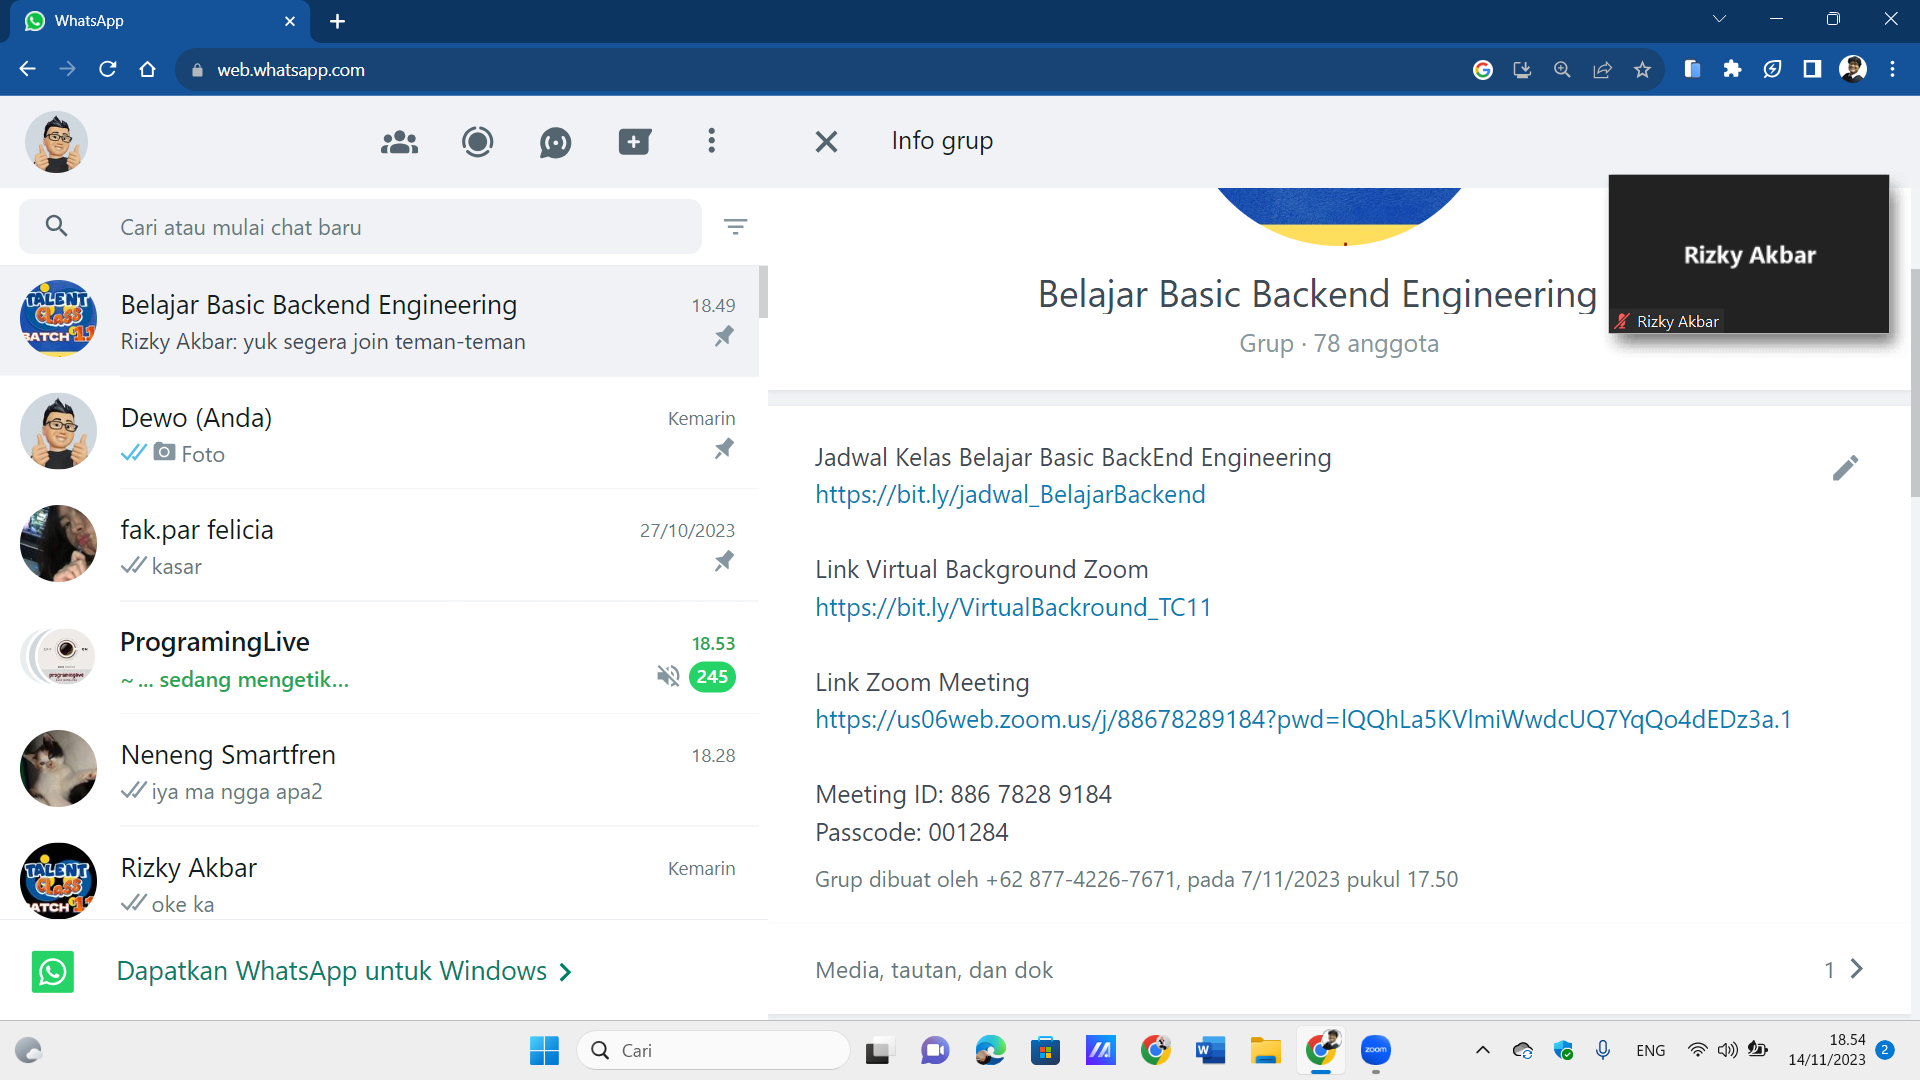 WhatsApp
web.whatsapp.com
Info grup
Cari atau mulai chat baru
TALENT
CLASS
BATCH 11
Belajar Basic Backend Engineering
18.49
Rizky Akbar: yuk segera join teman-teman
Dewo (Anda)
Kemarin
Foto
fak.par felicia
27/10/2023
kasar
ProgramingLive
18.53
~ ... sedang mengetik...
245
programinglive
Neneng Smartfren
18.28
iya ma ngga apa2
TALENT
CLASS
BATCH 11
Rizky Akbar
Kemarin
oke ka
Dapatkan WhatsApp untuk Windows
Belajar Basic Backend Engineering
Grup · 78 anggota
Rizky Akbar
Rizky Akbar
Jadwal Kelas Belajar Basic BackEnd Engineering
https://bit.ly/jadwal_BelajarBackend
Link Virtual Background Zoom
https://bit.ly/VirtualBackround_TC11
Link Zoom Meeting
https://us06web.zoom.us/j/88678289184?pwd=lQQhLa5KVlmiWwdcUQ7YqQo4dEDz3a.1
Meeting ID: 886 7828 9184
Passcode: 001284
Grup dibuat oleh +62 877-4226-7671, pada 7/11/2023 pukul 17.50
Media, tautan, dan dok
1
Cari
zoom
ENG
18.54
14/11/2023
2